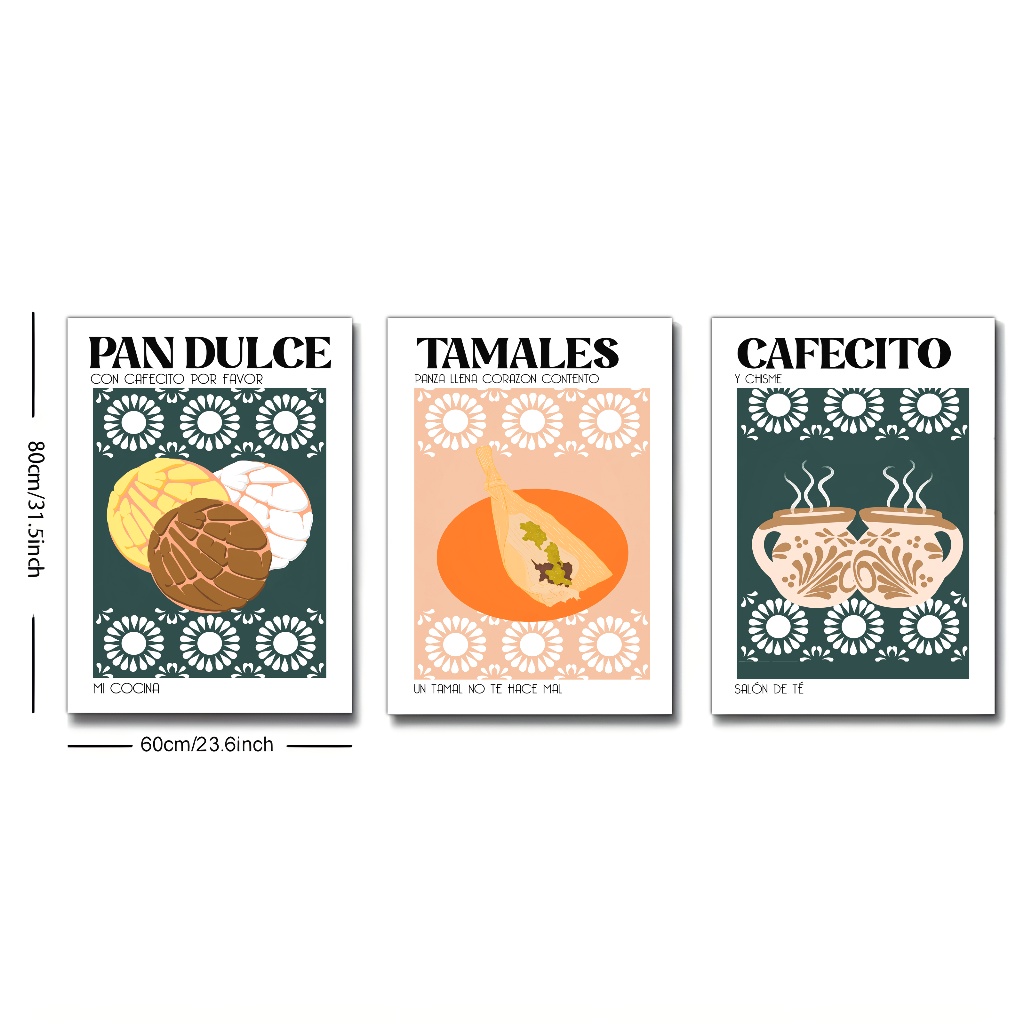 PAN DULCE
CON CAFECITO POR FAVOR
MI COCINA
TAMALES
PANZA LLENA CORAZON CONTENTO
UN TAMAL NO TE HACE MAL
CAFECITO
Y CHISME
SALÓN DE TÉ
80cm/31.5inch
60cm/23.6inch